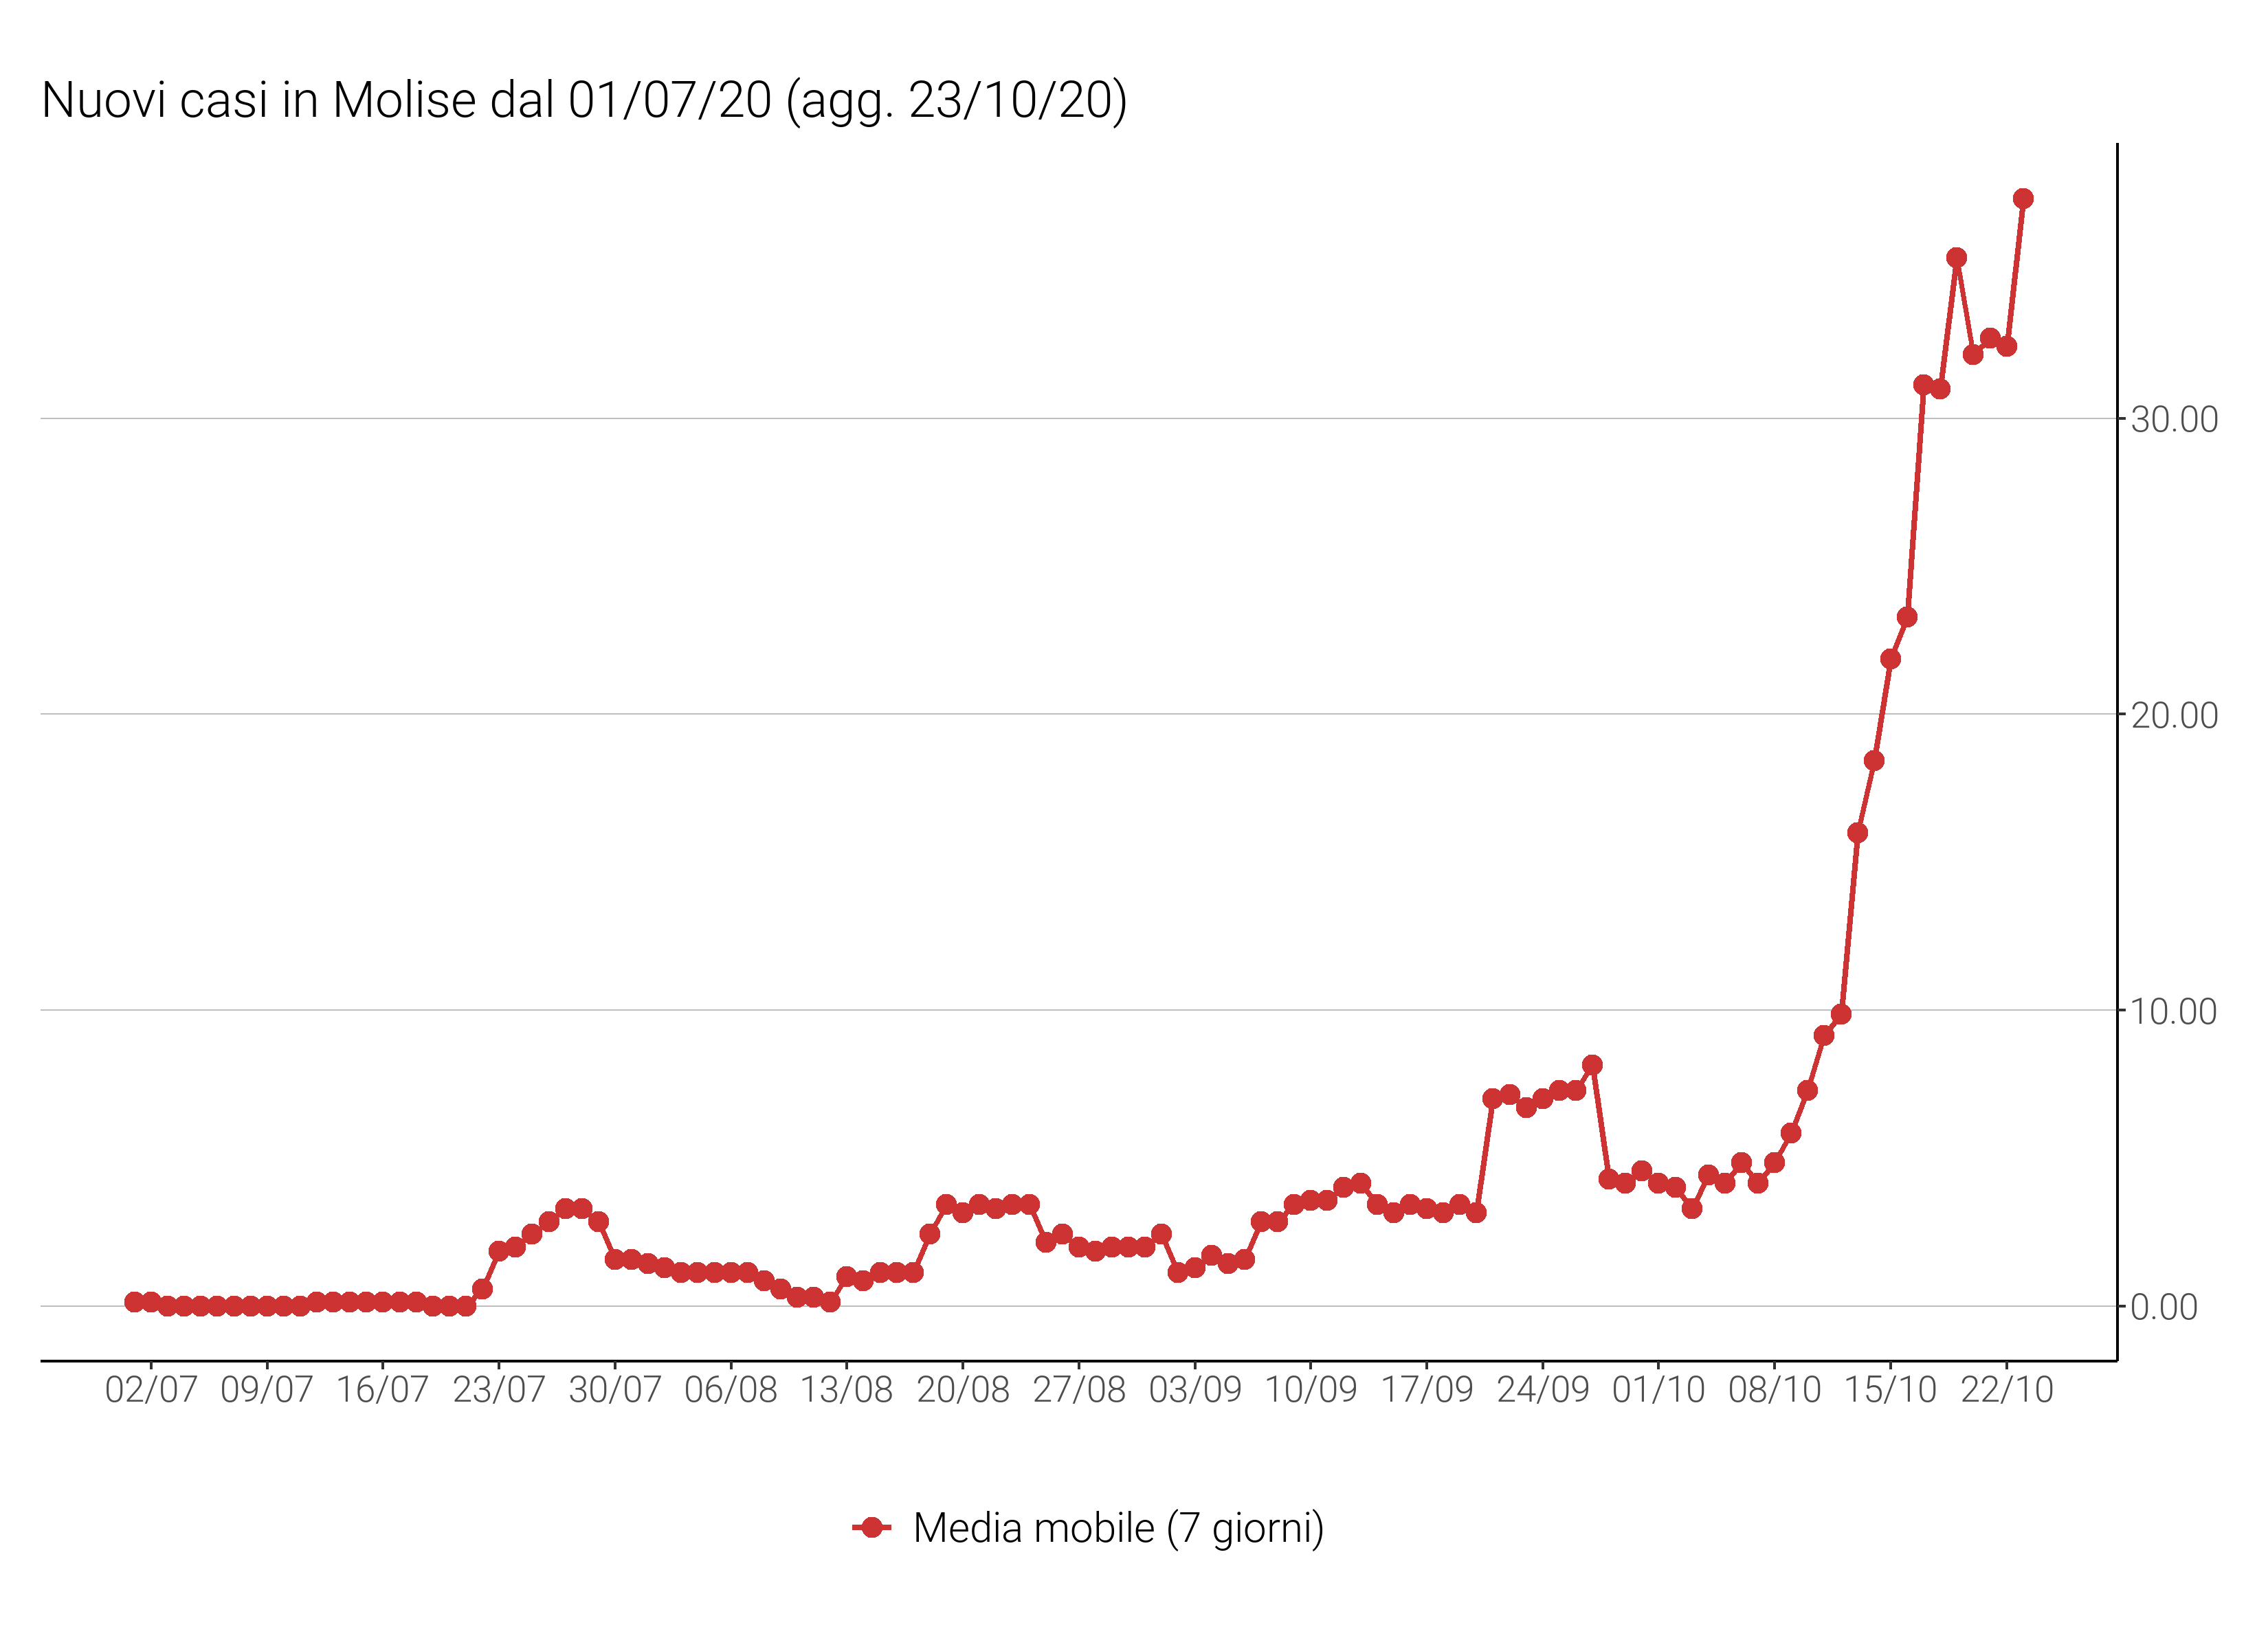 Nuovi casi in Molise dal 01/07/20 (agg. 23/10/20)
30.00
20.00
10.00
0.00
02/07 09/07 16/07 23/07 30/07 06/08 13/08 20/08 27/08 03/09 10/09 17/09 24/09 01/10 08/10 15/10 22/10
Media mobile (7 giorni)